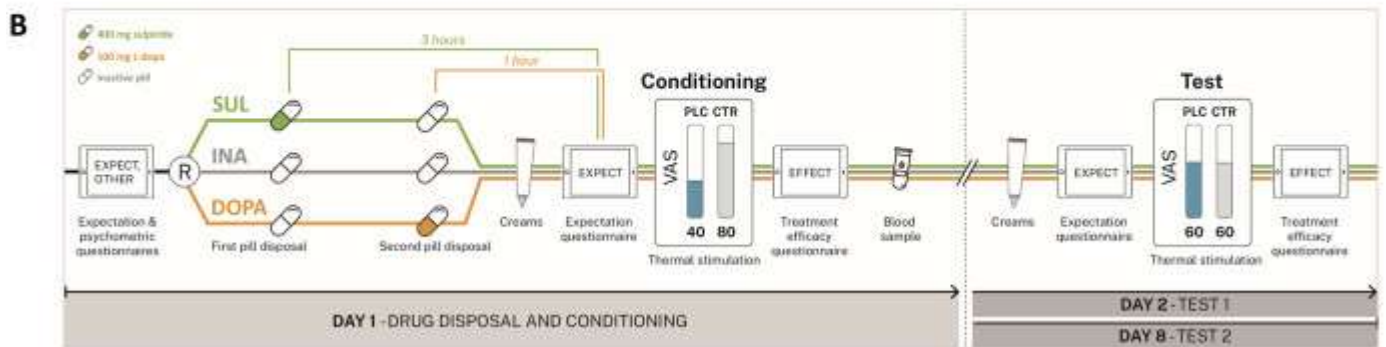 B
400 mg sulpiride
100 mg L-dopa
Inactive pill
3 hours
1 hour
SUL
INA
DOPA
EXPECT,
OTHER
R
Expectation &
psychometric
questionnaires
First pill disposal
Second pill disposal
Creams
EXPECT
Expectation
questionnaire
Conditioning
PLC CTR
VAS
40 80
Thermal stimulation
EFFECT
Treatment
efficacy
questionnaire
Blood
sample
Creams
EXPECT
Expectation
questionnaire
Test
PLC CTR
VAS
60 60
Thermal stimulation
EFFECT
Treatment
efficacy
questionnaire
DAY 1 - DRUG DISPOSAL AND CONDITIONING
DAY 2 - TEST 1
DAY 8 - TEST 2